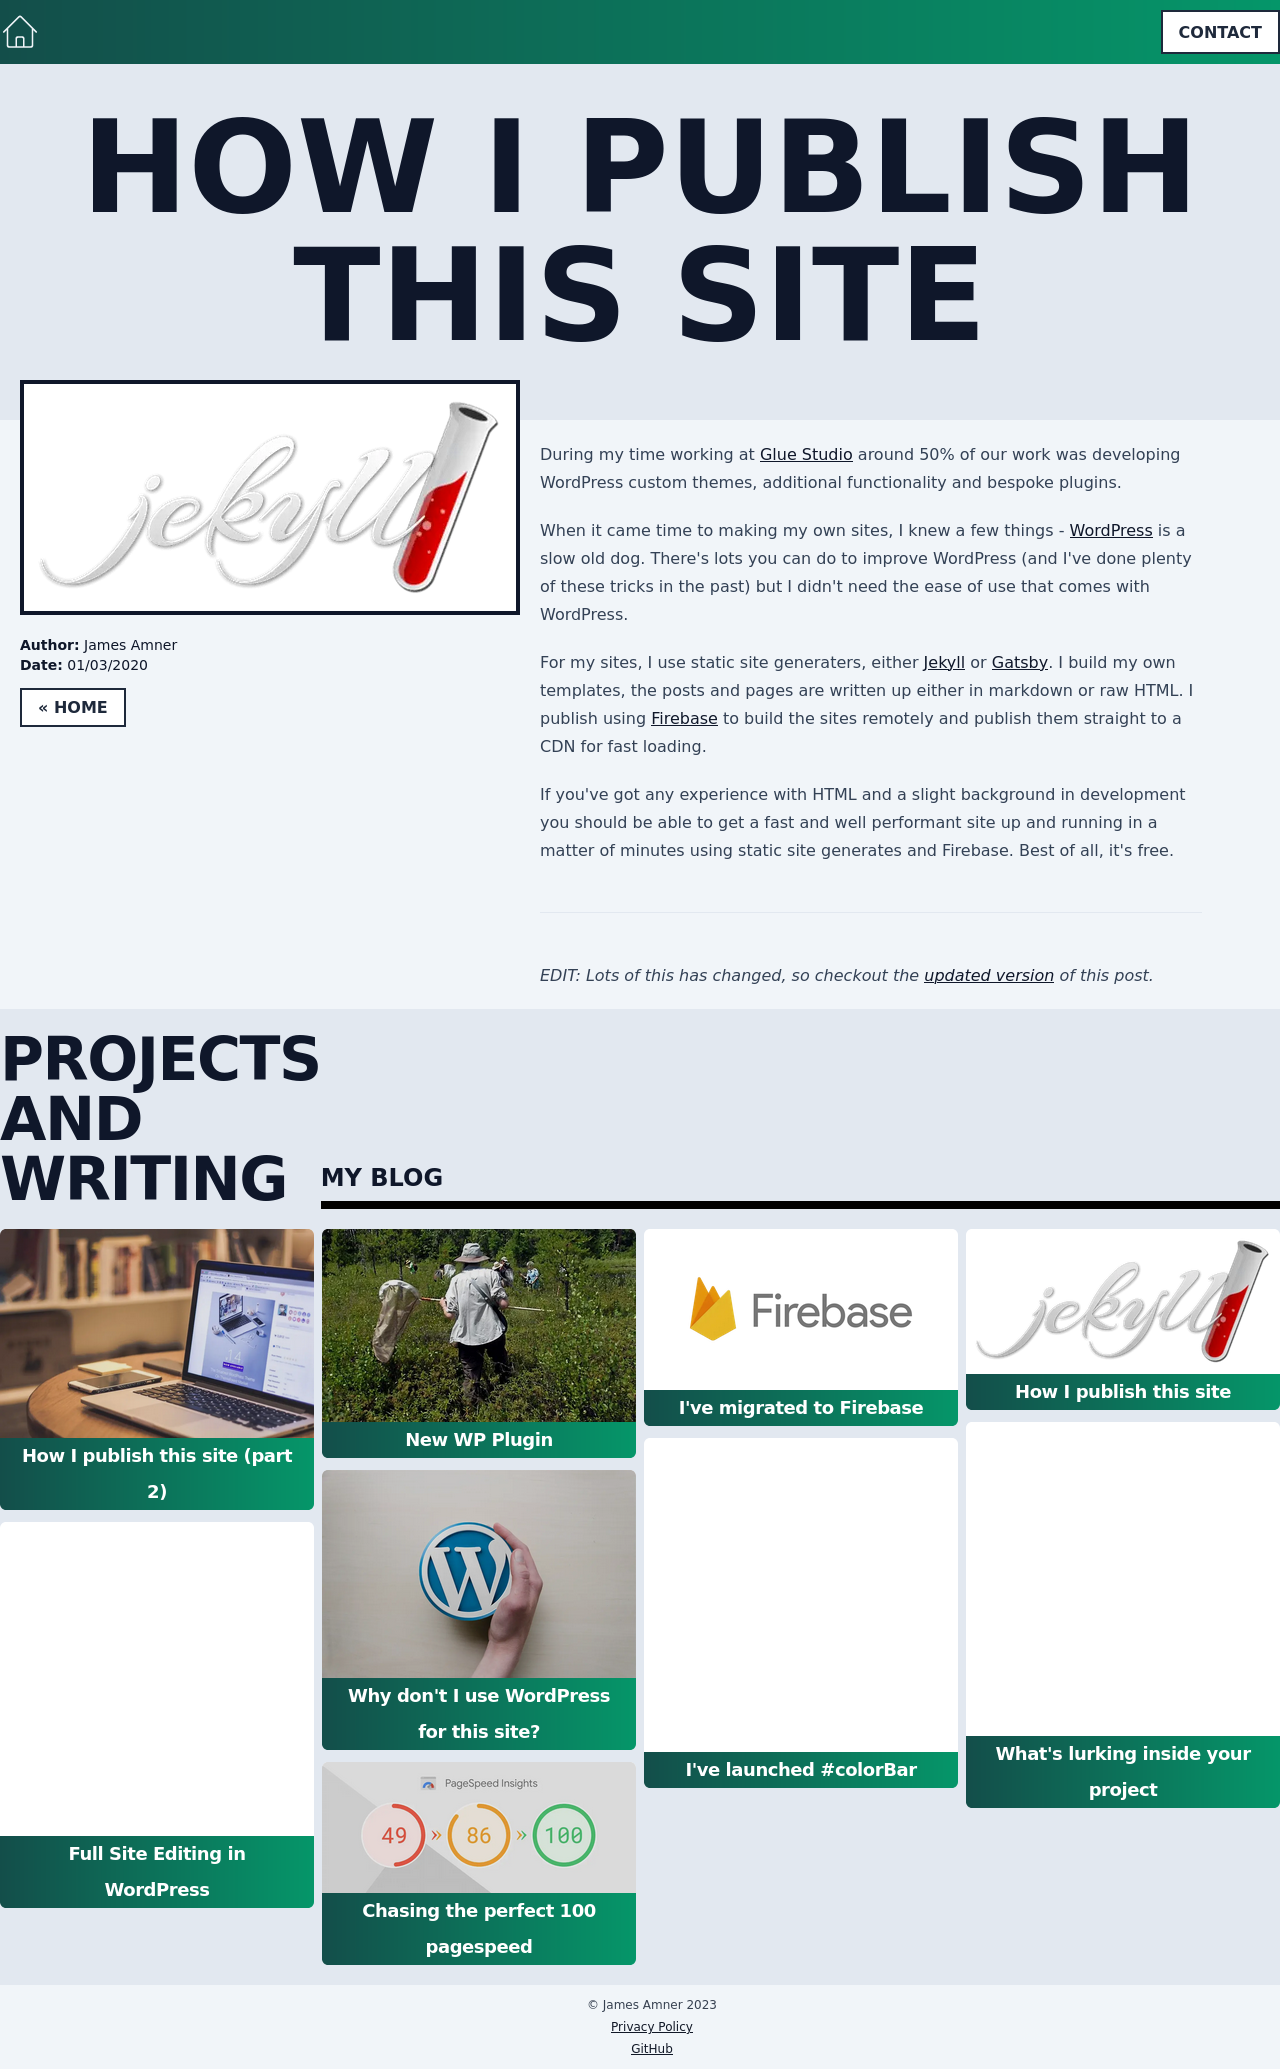 CONTACT
HOW I PUBLISH
THIS SITE
jekyll
Author: James Amner
Date: 01/03/2020
« HOME
During my time working at Glue Studio around 50% of our work was developing
WordPress custom themes, additional functionality and bespoke plugins.
When it came time to making my own sites, I knew a few things - WordPress is a
slow old dog. There's lots you can do to improve WordPress (and I've done plenty
of these tricks in the past) but I didn't need the ease of use that comes with
WordPress.
For my sites, I use static site generaters, either Jekyll or Gatsby. I build my own
templates, the posts and pages are written up either in markdown or raw HTML. I
publish using Firebase to build the sites remotely and publish them straight to a
CDN for fast loading.
If you've got any experience with HTML and a slight background in development
you should be able to get a fast and well performant site up and running in a
matter of minutes using static site generates and Firebase. Best of all, it's free.
EDIT: Lots of this has changed, so checkout the updated version of this post.
PROJECTS
AND
WRITING
MY BLOG
How I publish this site (part
2)
Full Site Editing in
WordPress
New WP Plugin
Why don't I use WordPress
for this site?
PageSpeed Insights
49 » 86 » 100
Chasing the perfect 100
pagespeed
Firebase
I've migrated to Firebase
I've launched #colorBar
jekyll
How I publish this site
What's lurking inside your
project
© James Amner 2023
Privacy Policy
GitHub